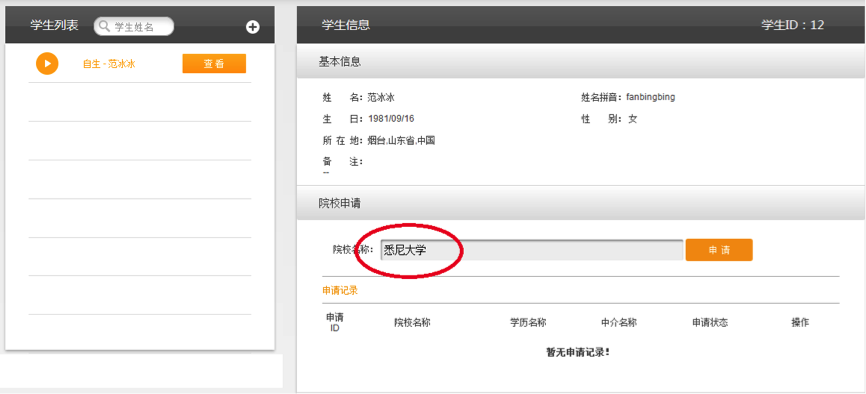 学生列表
学生姓名
自生 · 范冰冰
查 看
学生信息
学生ID：12
基本信息
姓 名：范冰冰
姓名拼音：fanbingbing
生 日：1981/09/16
性 别：女
所 在 地：烟台,山东省,中国
备 注：
--
院校申请
院校名称：
悉尼大学
申 请
申请记录
申请
ID
院校名称
学历名称
中介名称
申请状态
操作
暂无申请记录！